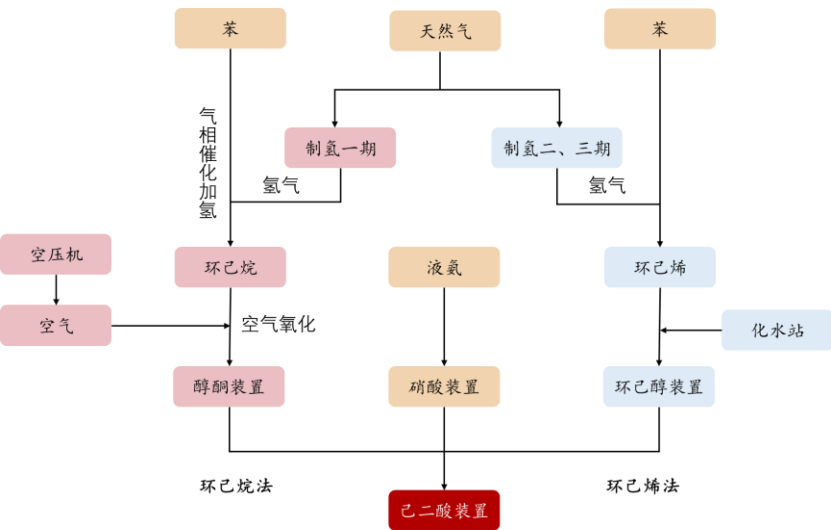 苯
天然气
苯
气相催化加氢
制氢一期
制氢二、三期
氢气
氢气
空压机
环己烷
液氨
环己烯
空气
空气氧化
化水站
醇酮装置
硝酸装置
环己醇装置
环己烷法
环己烯法
己二酸装置